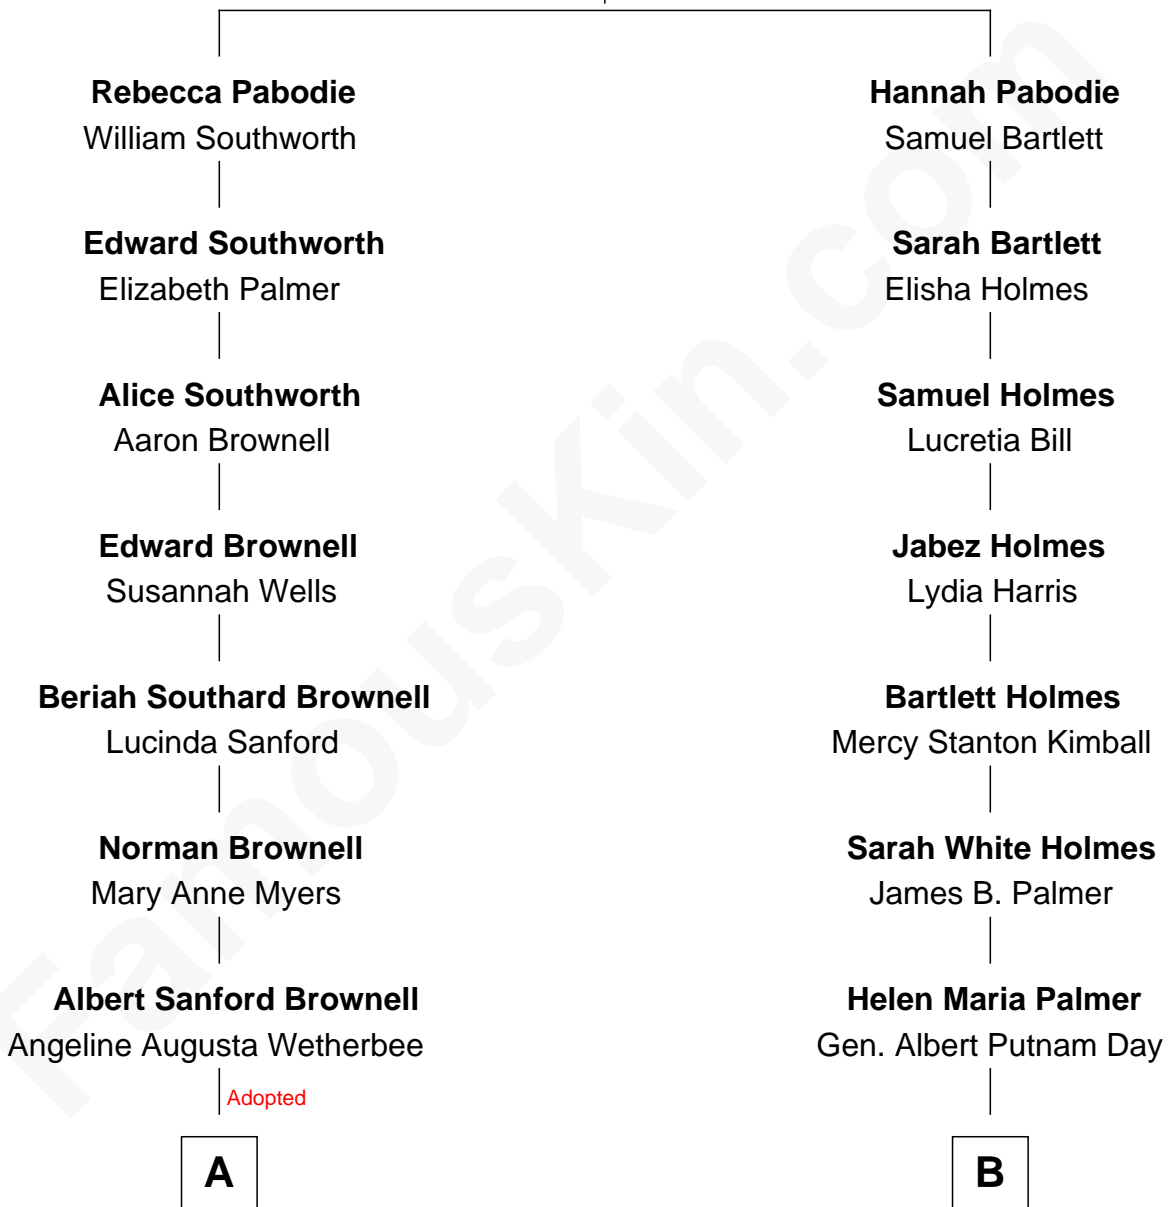 Rebecca Pabodie
William Southworth
Edward Southworth
Elizabeth Palmer
Alice Southworth
Aaron Brownell
Edward Brownell
Susannah Wells
Beriah Southard Brownell
Lucinda Sanford
Norman Brownell
Mary Anne Myers
Albert Sanford Brownell
Angeline Augusta Wetherbee
Adopted
A
Hannah Pabodie
Samuel Bartlett
Sarah Bartlett
Elisha Holmes
Samuel Holmes
Lucretia Bill
Jabez Holmes
Lydia Harris
Bartlett Holmes
Mercy Stanton Kimball
Sarah White Holmes
James B. Palmer
Helen Maria Palmer
Gen. Albert Putnam Day
B
FamousKin.com